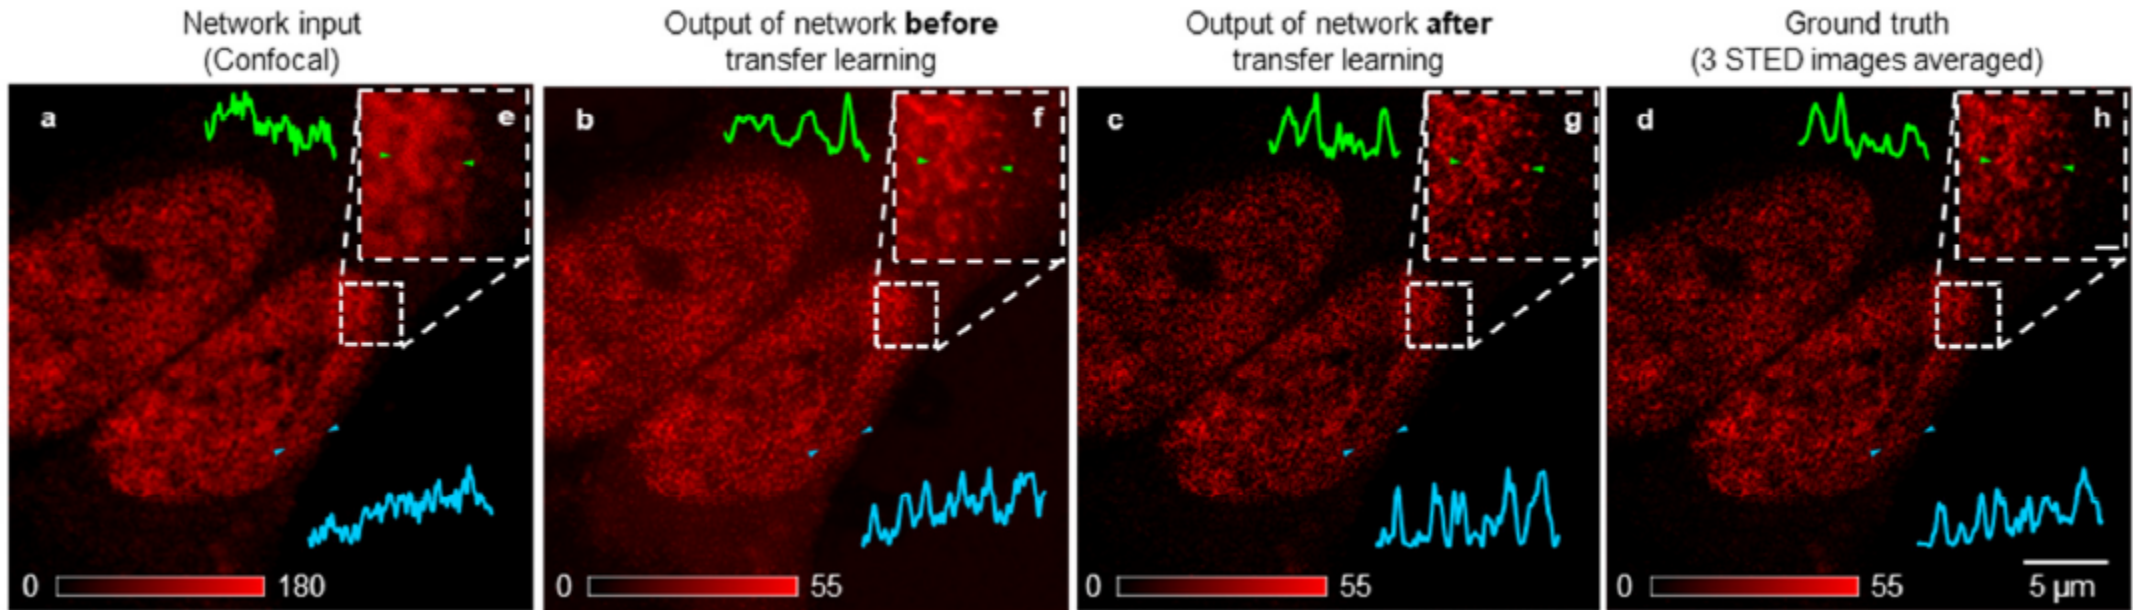 Network input
(Confocal)
Output of network before
transfer learning
Output of network after
transfer learning
Ground truth
(3 STED images averaged)
a
e
b
f
c
g
d
h
0
180
0
55
0
55
0
55
5 µm